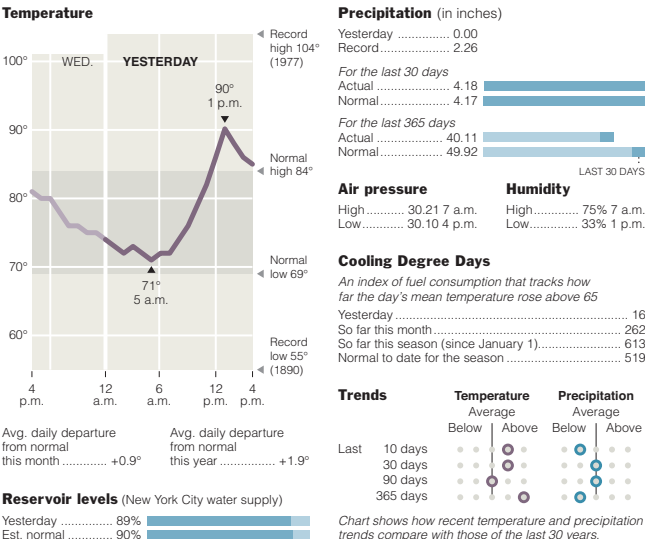 Temperature
Record
high 104°
(1977)
100°
WED.
YESTERDAY
90°
1 p.m.
90°
Normal
high 84°
80°
70°
Normal
low 69°
71°
5 a.m.
60°
Record
low 55°
(1890)
4 12 6 12 4
p.m. a.m. a.m. p.m. p.m.
Avg. daily departure
from normal
this month ............. +0.9°
Avg. daily departure
from normal
this year ................ +1.9°
Reservoir levels (New York City water supply)
Yesterday ............... 89%
Est. normal ............. 90%
Precipitation (in inches)
Yesterday ............... 0.00
Record .................. 2.26
For the last 30 days
Actual .................. 4.18
Normal .................. 4.17
For the last 365 days
Actual ................ 40.11
Normal ................ 49.92
LAST 30 DAYS
Air pressure
High ........... 30.21 7 a.m.
Low ............ 30.10 4 p.m.
Humidity
High ............. 75% 7 a.m.
Low .............. 33% 1 p.m.
Cooling Degree Days
An index of fuel consumption that tracks how
far the day's mean temperature rose above 65
Yesterday ........................................................ 16
So far this month ............................................. 262
So far this season (since January 1) ..................... 613
Normal to date for the season ............................. 519
Trends
Temperature
Average
Below Above
Precipitation
Average
Below Above
Last 10 days
30 days
90 days
365 days
Chart shows how recent temperature and precipitation
trends compare with those of the last 30 years.